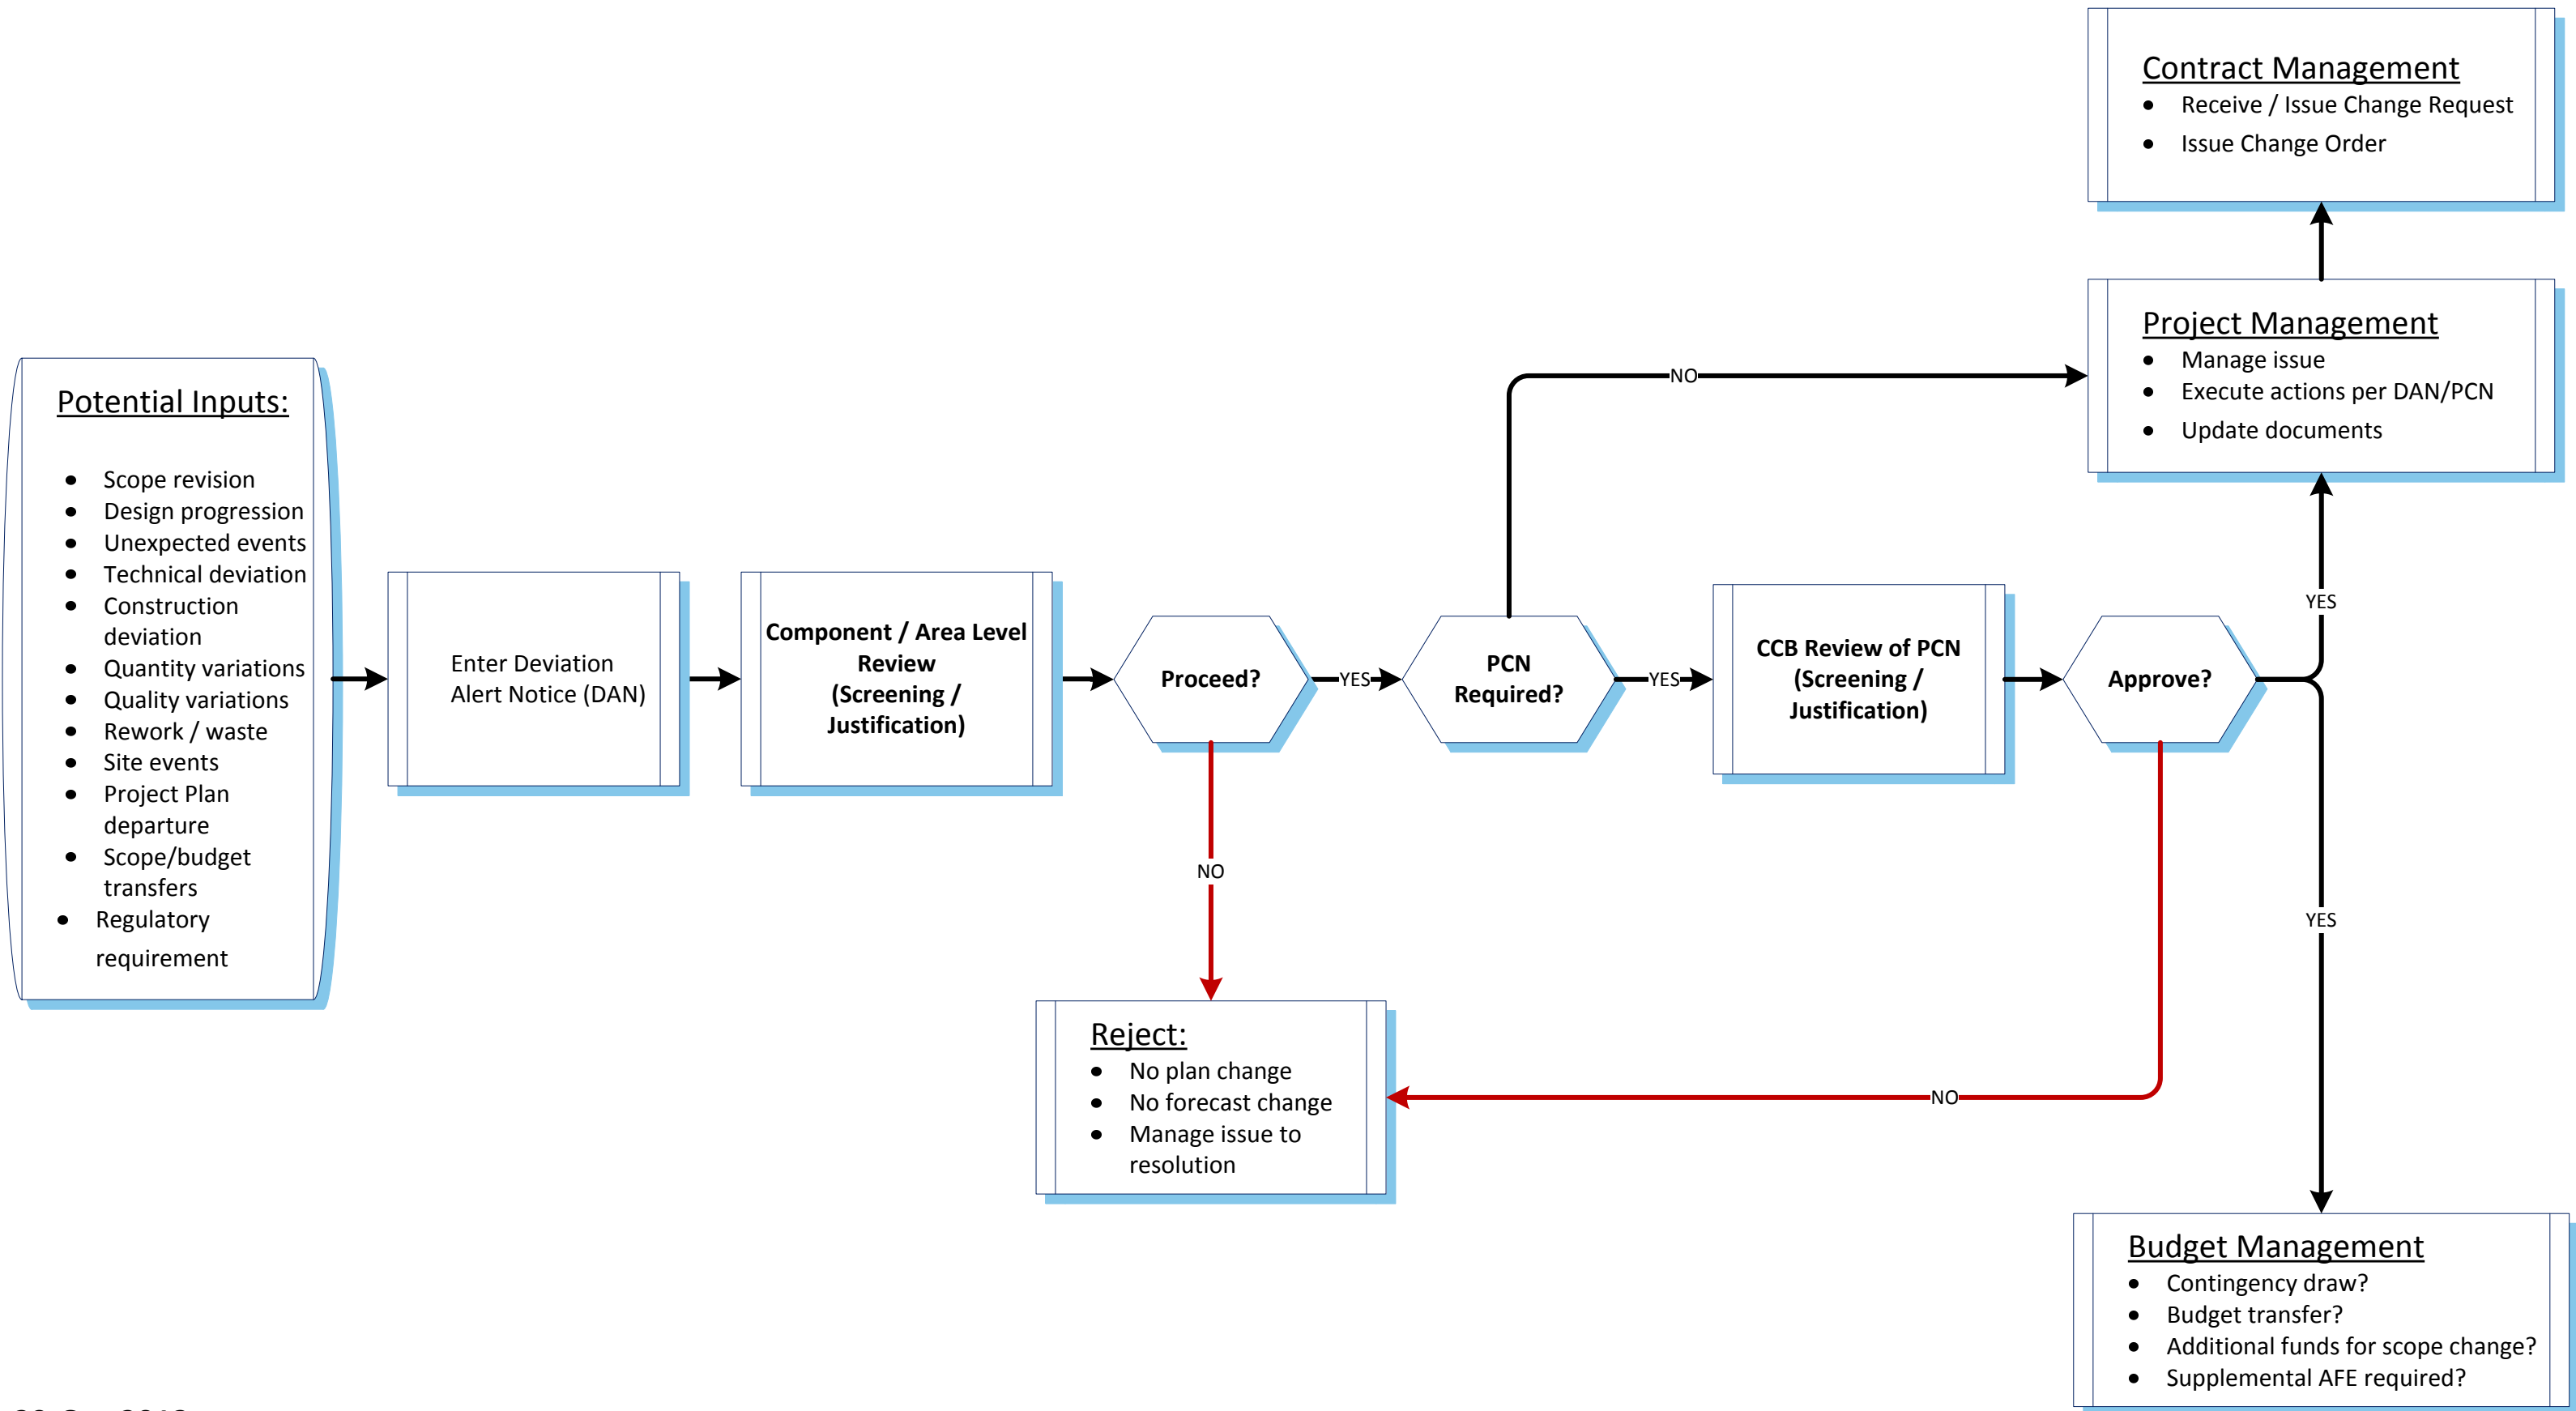 Contract Management
• Receive / Issue Change Request
• Issue Change Order
Project Management
• Manage issue
• Execute actions per DAN/PCN
• Update documents
Potential Inputs:
• Scope revision
• Design progression
• Unexpected events
• Technical deviation
• Construction
deviation
• Quantity variations
• Quality variations
• Rework / waste
• Site events
• Project Plan
departure
• Scope/budget
transfers
• Regulatory
requirement
Enter Deviation
Alert Notice (DAN)
Component / Area Level
Review
(Screening /
Justification)
Proceed?
YES
PCN
Required?
NO
YES
CCB Review of PCN
(Screening /
Justification)
Approve?
YES
YES
NO
NO
Reject:
• No plan change
• No forecast change
• Manage issue to
resolution
Budget Management
• Contingency draw?
• Budget transfer?
• Additional funds for scope change?
• Supplemental AFE required?